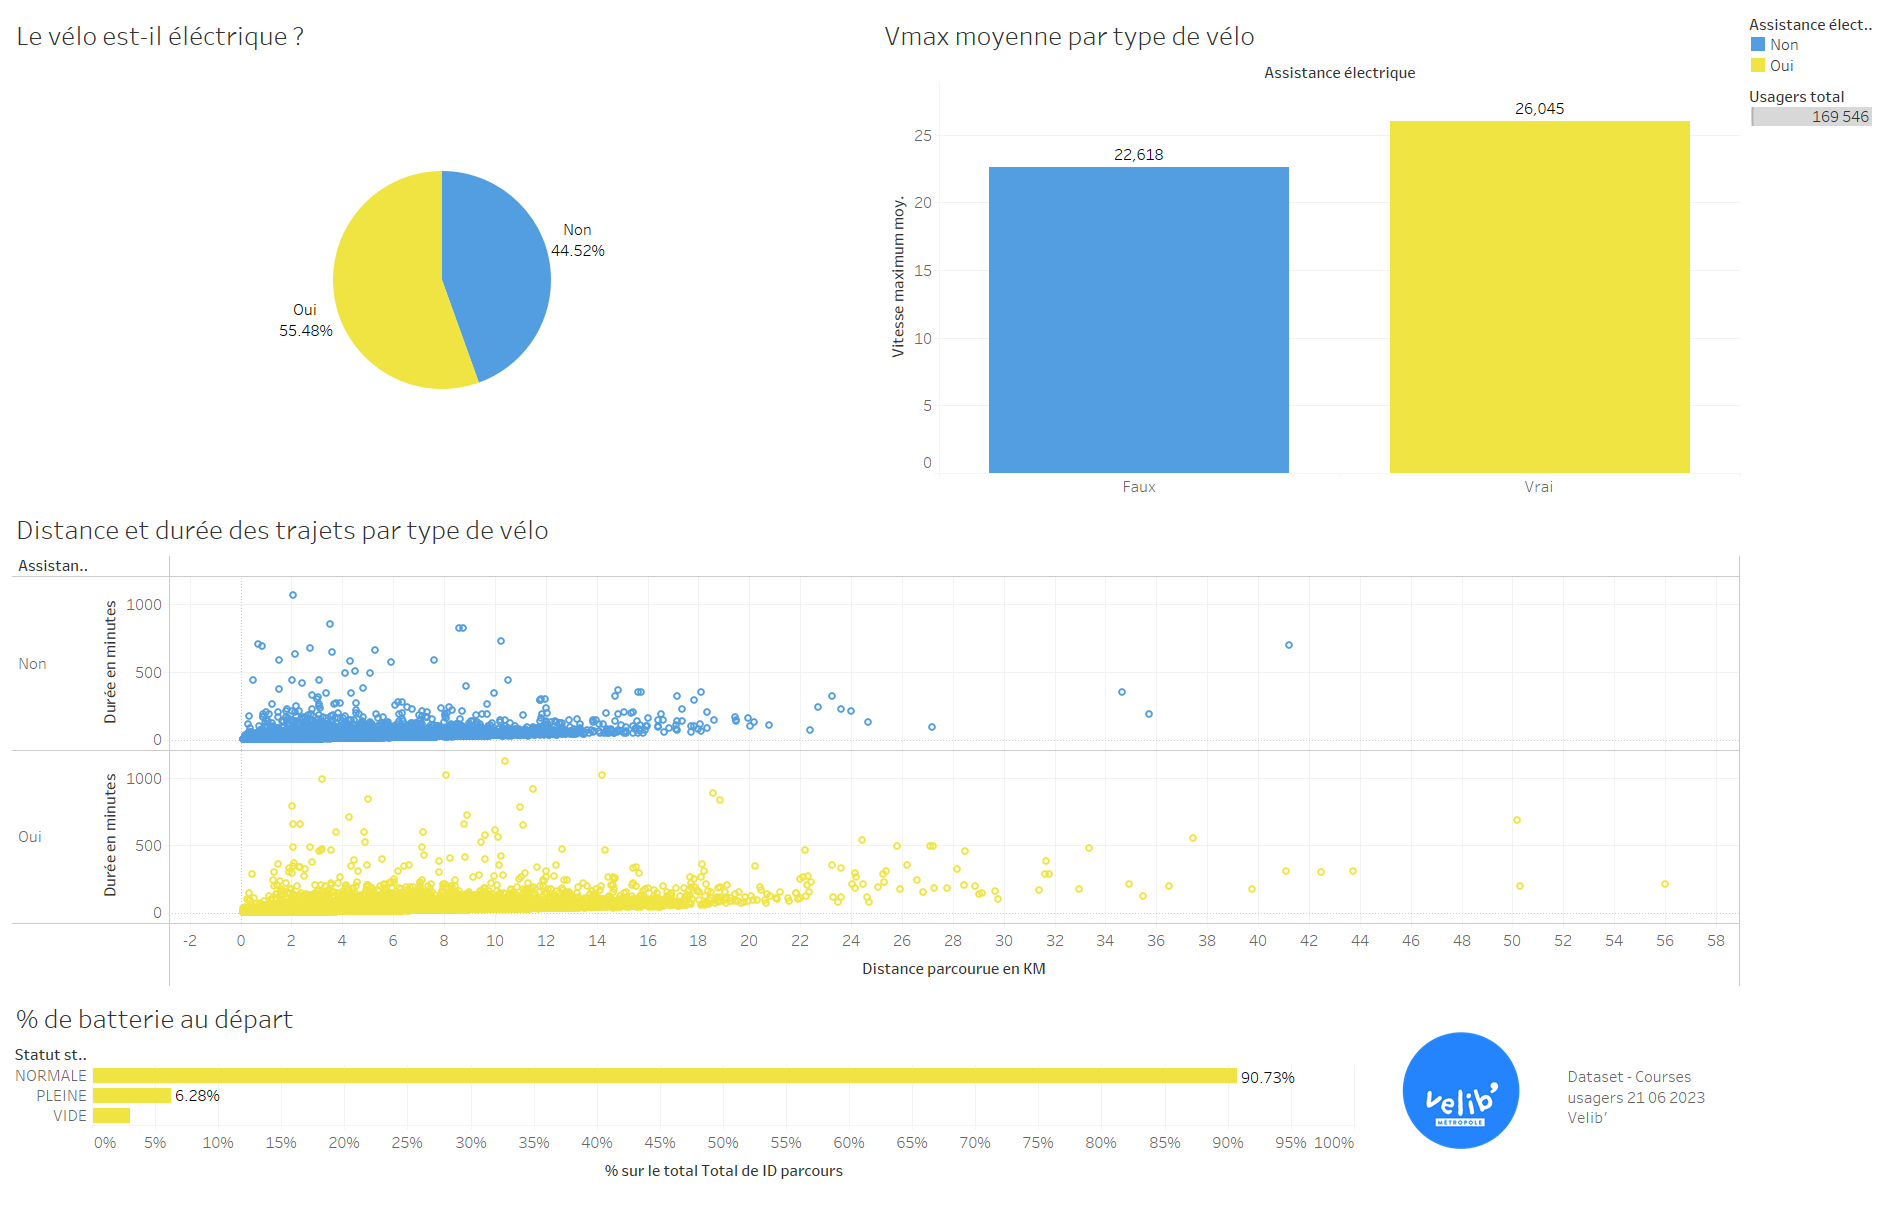 Le vélo est-il éléctrique ?
Non
44.52%
Oui
55.48%
Vmax moyenne par type de vélo
Assistance électrique
26,045
22,618
Vitesse maximum moy.
25
20
15
10
5
0
Faux
Vrai
Assistance élect..
Non
Oui
Usagers total
169 546
Distance et durée des trajets par type de vélo
Assistan..
Non
Durée en minutes
1000
500
0
Oui
Durée en minutes
1000
500
0
-2 0 2 4 6 8 10 12 14 16 18 20 22 24 26 28 30 32 34 36 38 40 42 44 46 48 50 52 54 56 58
Distance parcourue en KM
% de batterie au départ
Statut st..
NORMALE 90.73%
PLEINE 6.28%
VIDE
0% 5% 10% 15% 20% 25% 30% 35% 40% 45% 50% 55% 60% 65% 70% 75% 80% 85% 90% 95% 100%
% sur le total Total de ID parcours
velib'
MÉTROPOLE
Dataset - Courses
usagers 21 06 2023
Velib'